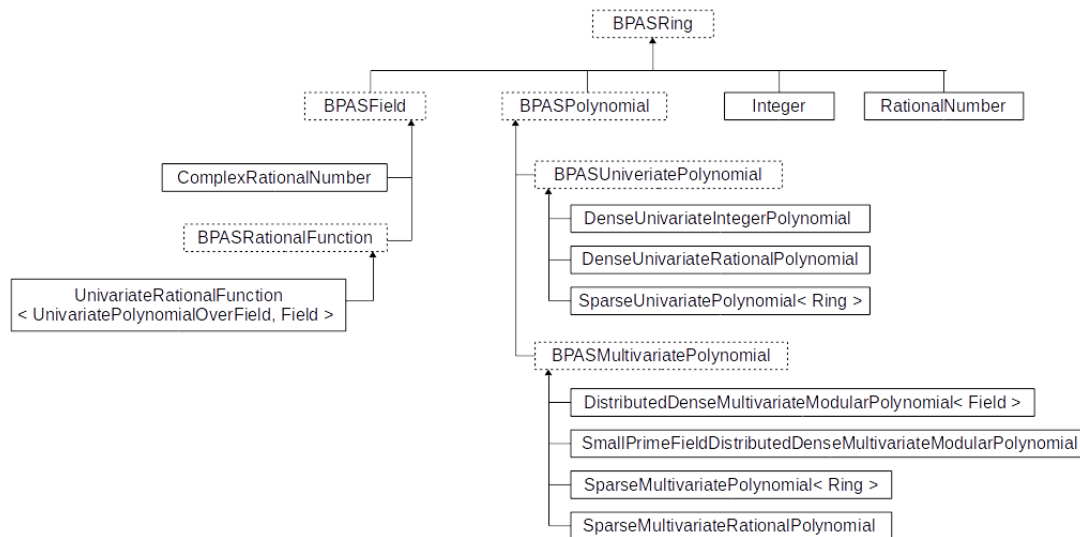 BPASRing
BPASField
BPASPolynomial
Integer
RationalNumber
ComplexRationalNumber
BPASRationalFunction
UnivariateRationalFunction
< UnivariatePolynomialOverField, Field >
BPASUniveriatePolynomial
DenseUnivariateIntegerPolynomial
DenseUnivariateRationalPolynomial
SparseUnivariatePolynomial< Ring >
BPASMultivariatePolynomial
DistributedDenseMultivariateModularPolynomial< Field >
SmallPrimeFieldDistributedDenseMultivariateModularPolynomial
SparseMultivariatePolynomial< Ring >
SparseMultivariateRationalPolynomial